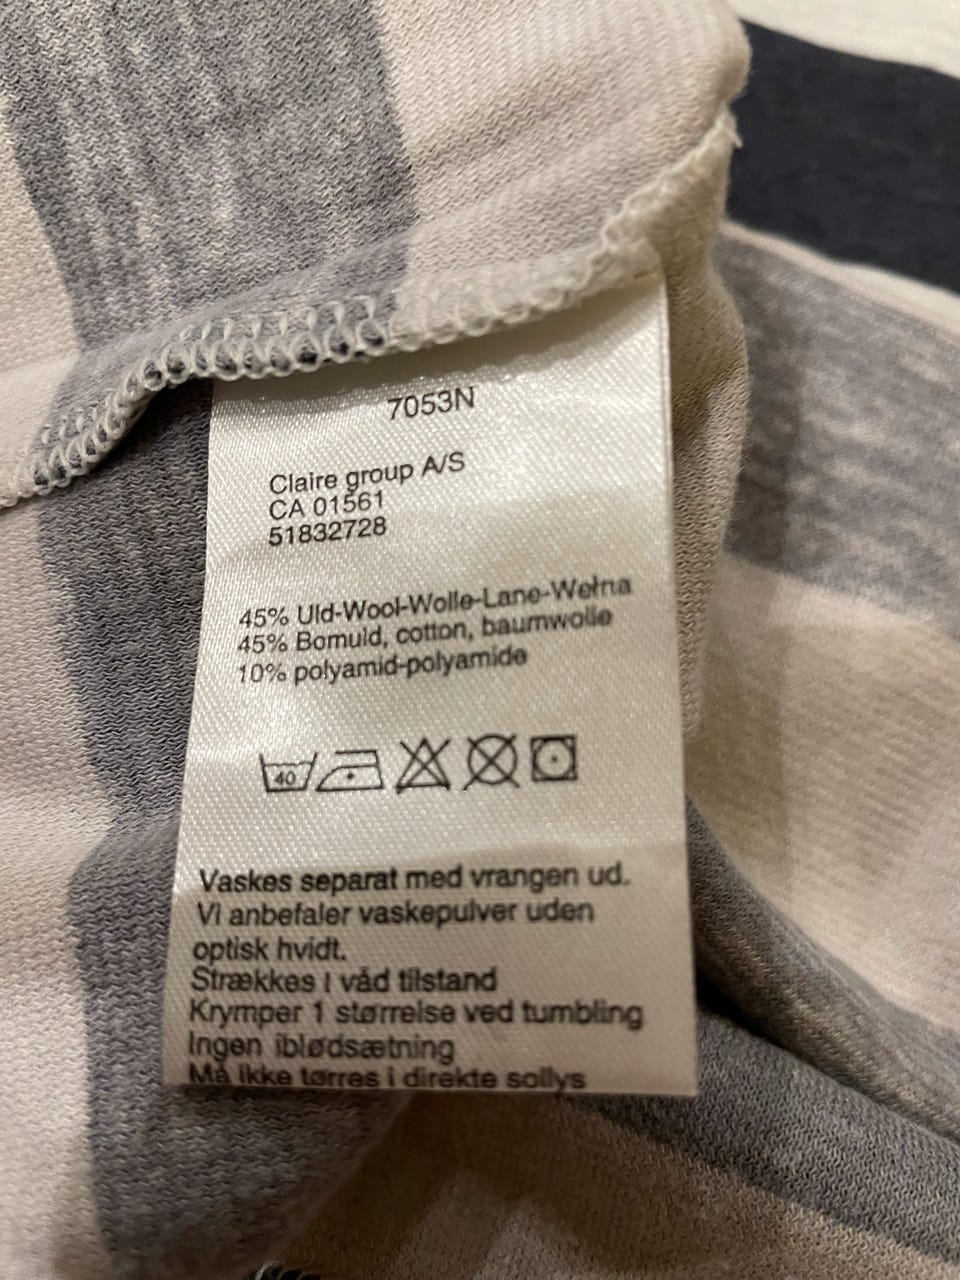 7053N
Claire group A/S
CA 01561
51832728
45% Uld-Wool-Wolle-Lane-Wełna
45% Bomuld, cotton, baumwolle
10% polyamid-polyamide
40
Vaskes separat med vrangen ud.
Vi anbefaler vaskepulver uden
optisk hvidt.
Strækkes i våd tilstand
Krymper 1 størrelse ved tumbling
Ingen iblødsætning
Må ikke tørres i direkte sollys